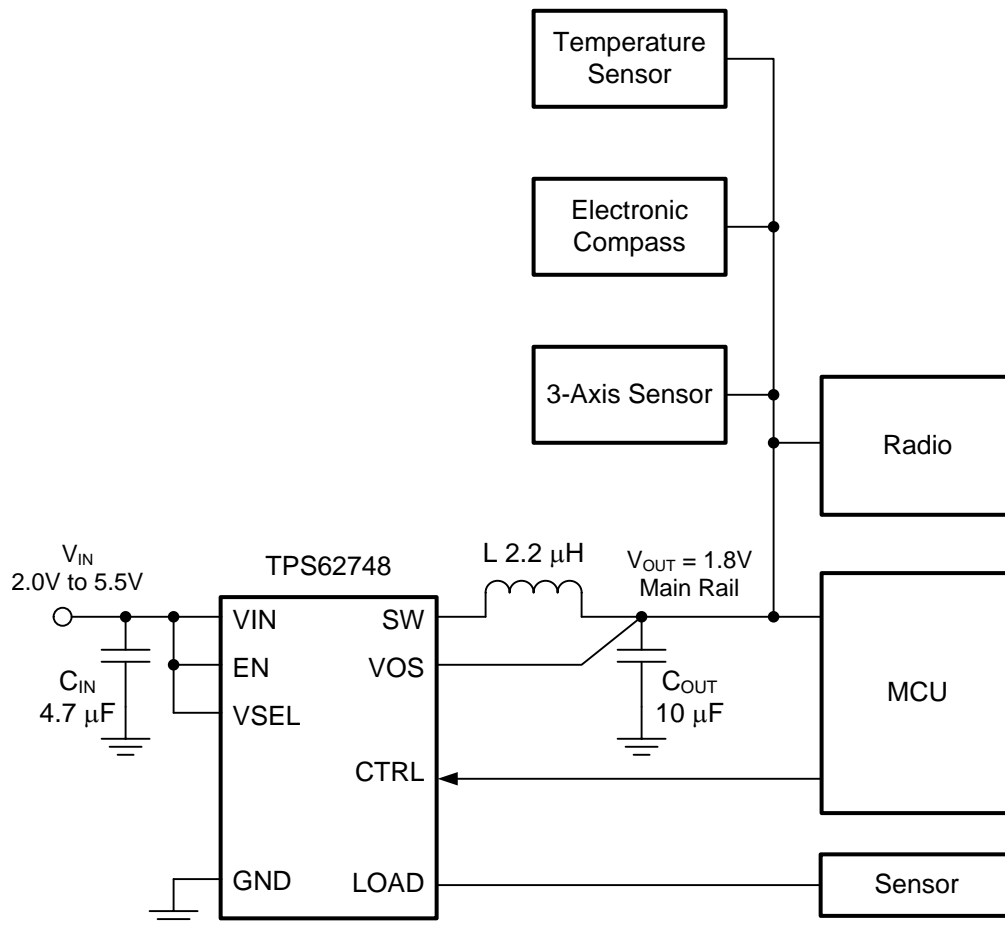 Temperature
Sensor
Electronic
Compass
3-Axis Sensor
Radio
VIN
2.0V to 5.5V
TPS62748
L 2.2 μH
VOUT = 1.8V
Main Rail
VIN
SW
EN
VOS
VSEL
CIN
4.7 μF
COUT
10 μF
MCU
CTRL
GND
LOAD
Sensor